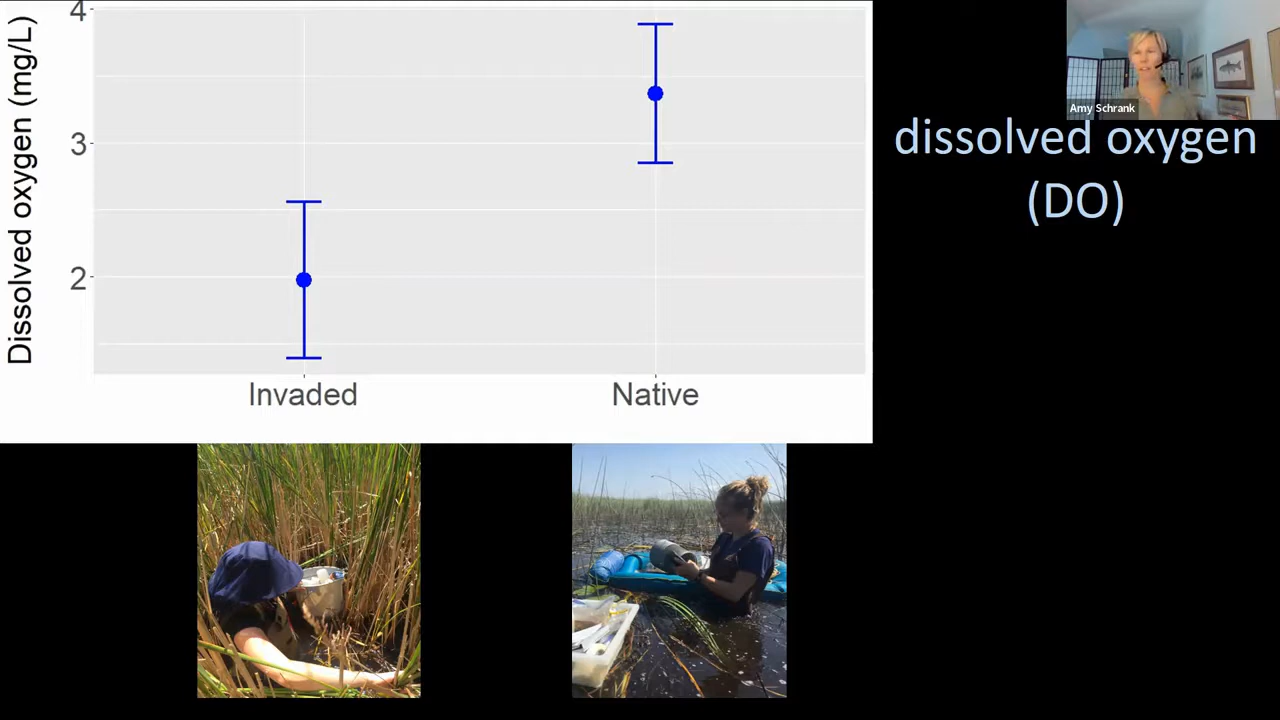 4
3
2
Dissolved oxygen (mg/L)
Invaded
Native
Amy Schrank
dissolved oxygen
(DO)